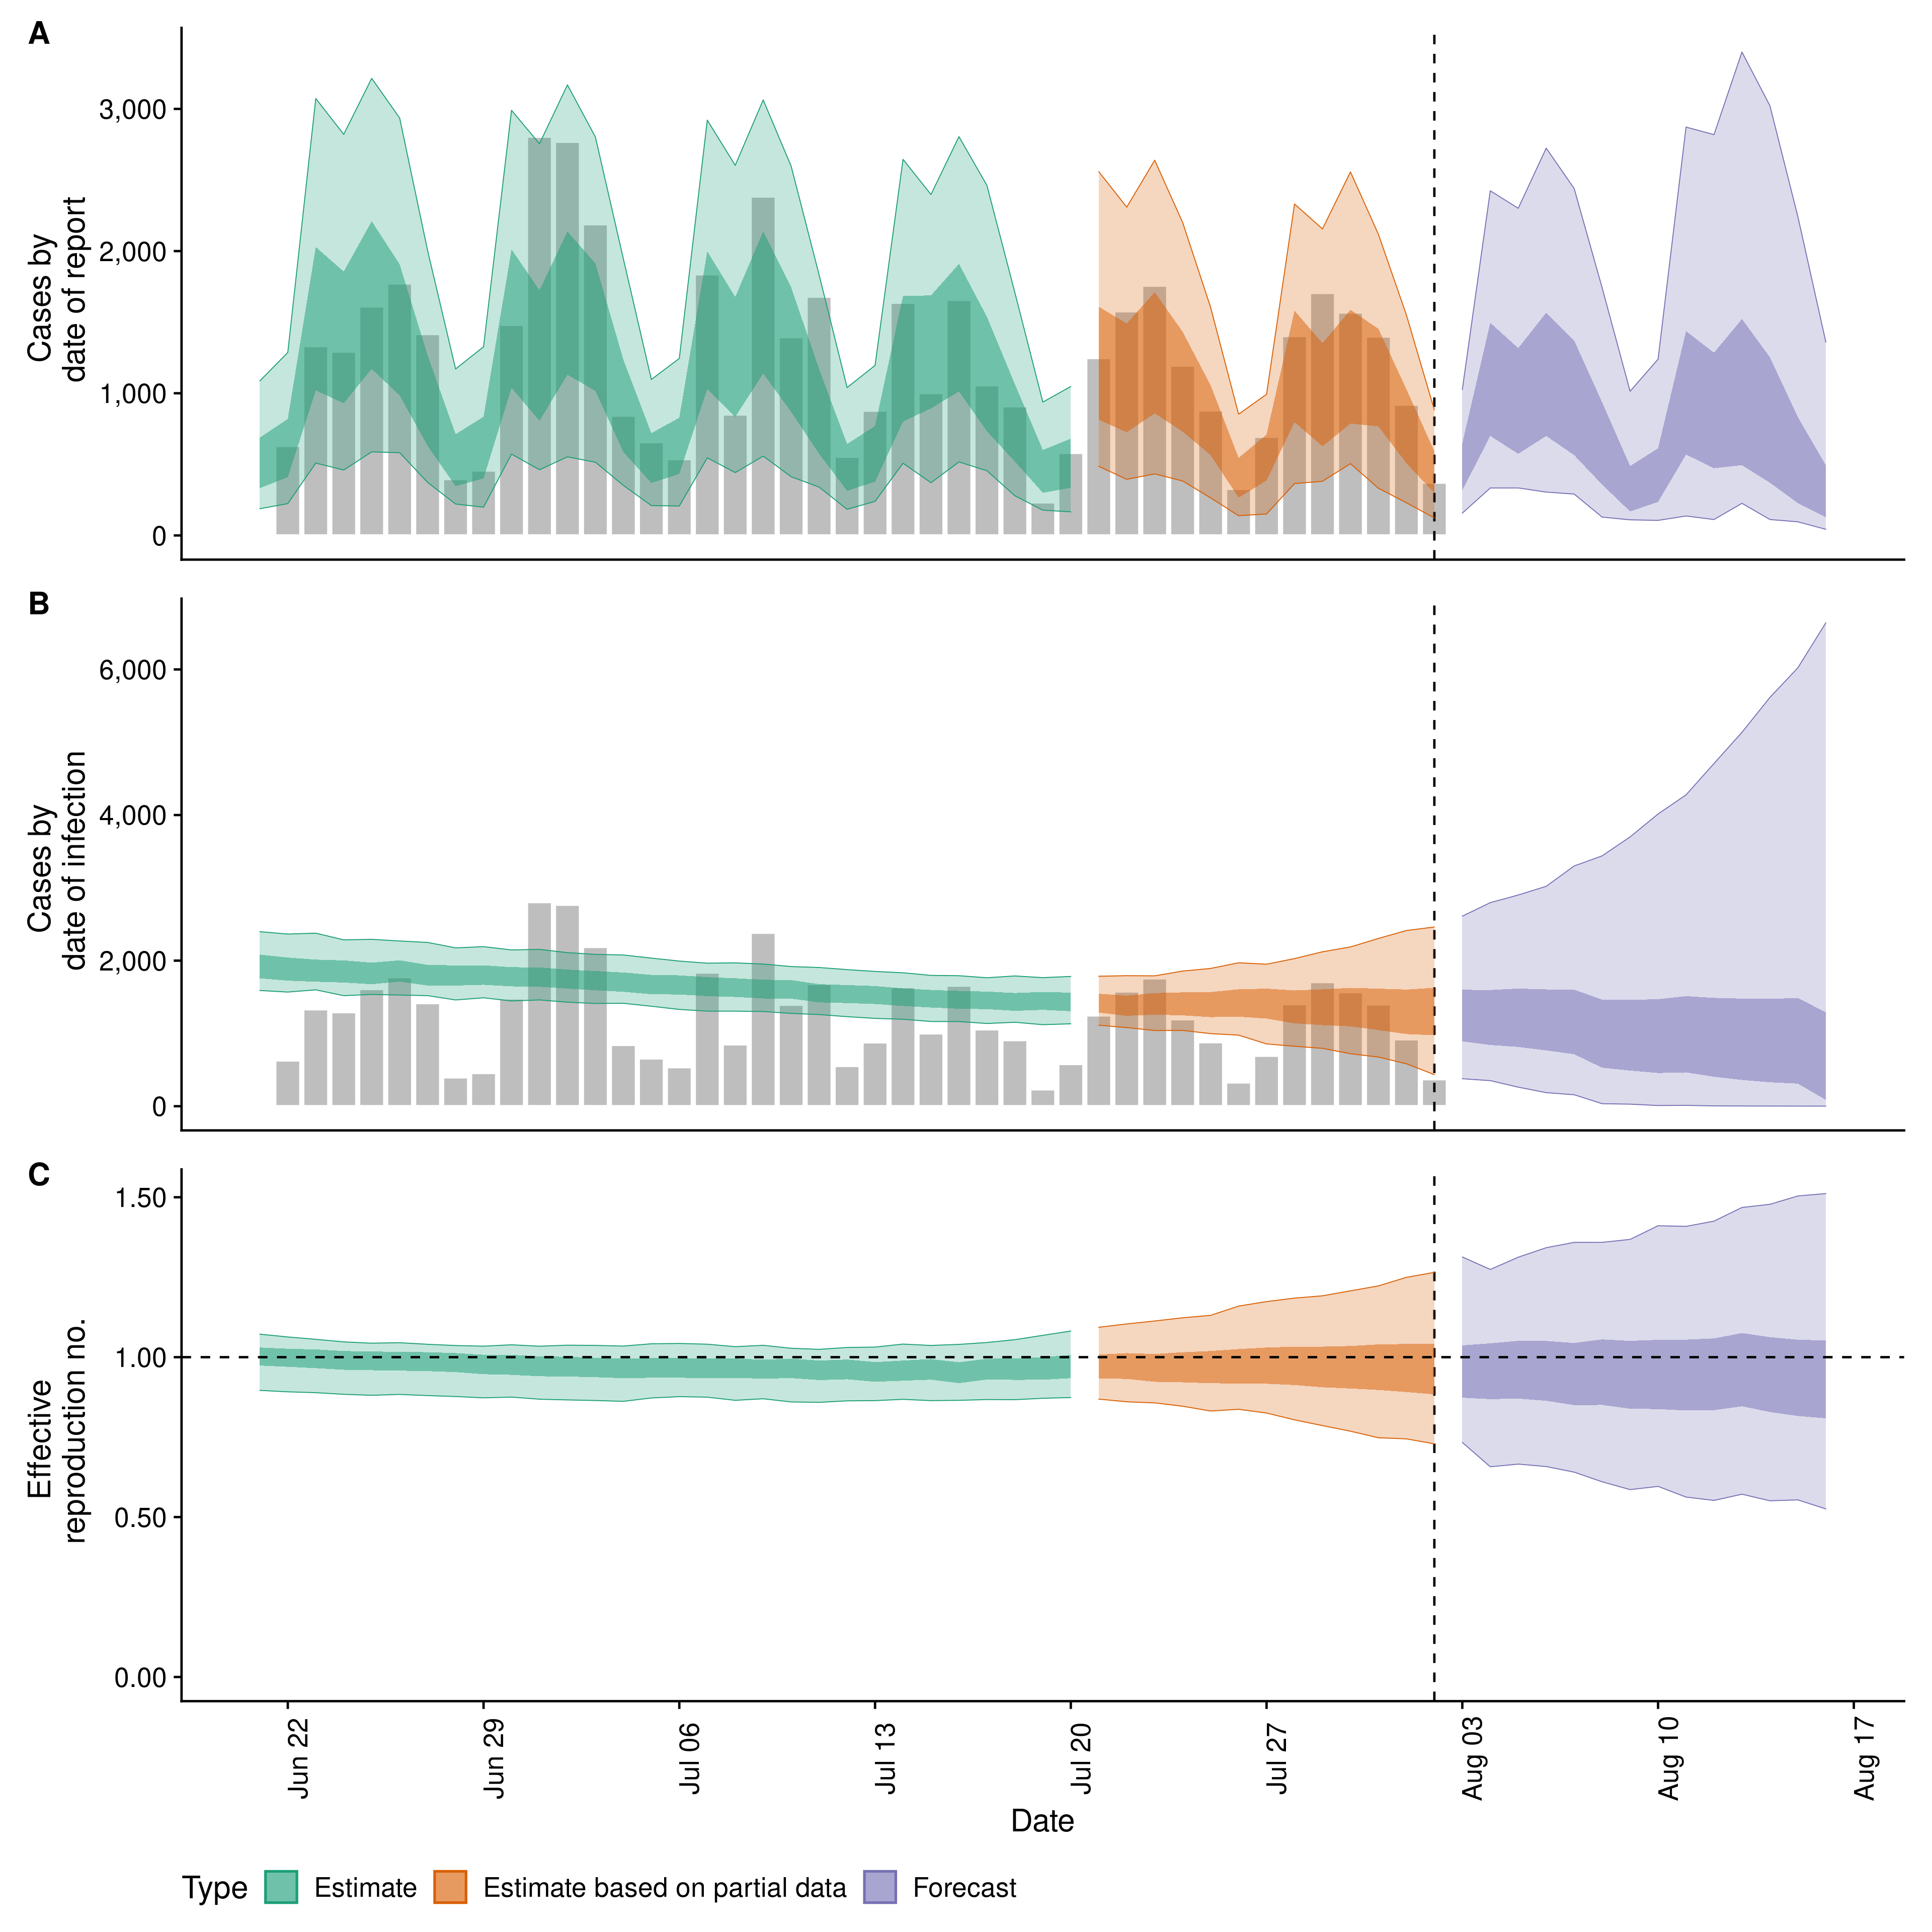 A
3,000
2,000
1,000
0
Cases by
date of report
B
6,000
4,000
2,000
0
Cases by
date of infection
C
1.50
1.00
0.50
0.00
Effective
reproduction no.
Jun 22
Jun 29
Jul 06
Jul 13
Jul 20
Jul 27
Aug 03
Aug 10
Aug 17
Date
Type Estimate Estimate based on partial data Forecast